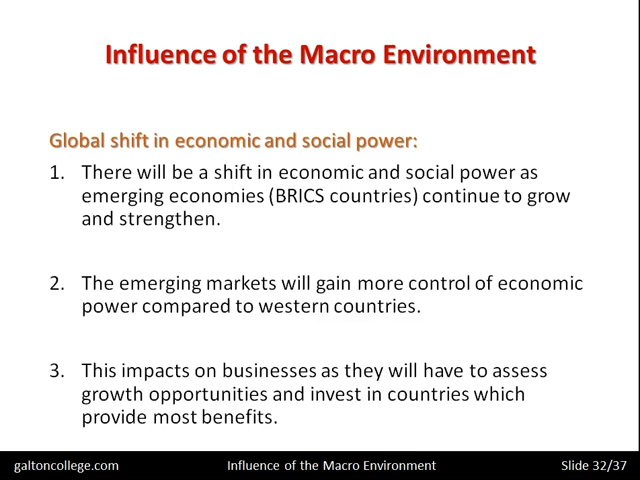 Influence of the Macro Environment
Global shift in economic and social power:
1. There will be a shift in economic and social power as
emerging economies (BRICS countries) continue to grow
and strengthen.
2. The emerging markets will gain more control of economic
power compared to western countries.
3. This impacts on businesses as they will have to assess
growth opportunities and invest in countries which
provide most benefits.
galtoncollege.com Influence of the Macro Environment Slide 32/37